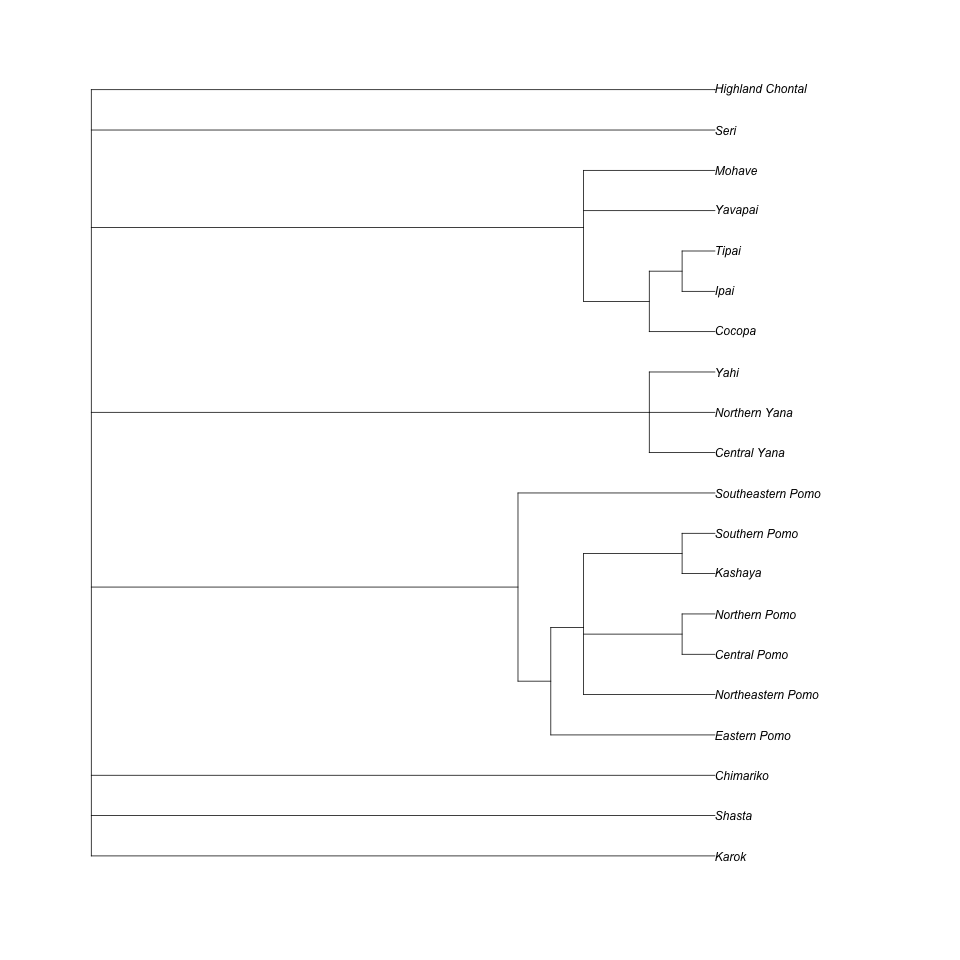 Highland Chontal
Seri
Mohave
Yavapai
Tipai
Ipai
Cocopa
Yahi
Northern Yana
Central Yana
Southeastern Pomo
Southern Pomo
Kashaya
Northern Pomo
Central Pomo
Northeastern Pomo
Eastern Pomo
Chimariko
Shasta
Karok